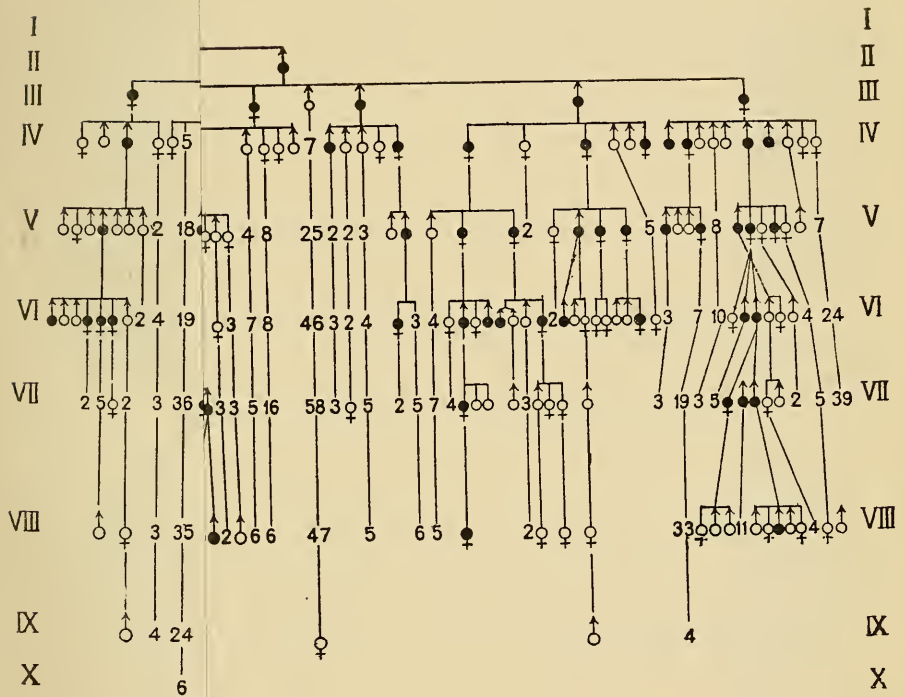 I I
II II
III III
IV 5 7 IV
V 2 18 4 8 25 2 2 3 2 5 8 7 V
VI 2 4 19 3 7 8 46 3 2 4 3 4 2 3 7 10 4 24 VI
VII 2 5 2 3 36 3 3 5 16 58 3 5 2 5 7 4 3 3 19 3 5 2 5 39 VII
VIII 3 35 2 6 6 47 5 6 5 2 33 11 4 VIII
IX 4 24 4 IX
X 6 X